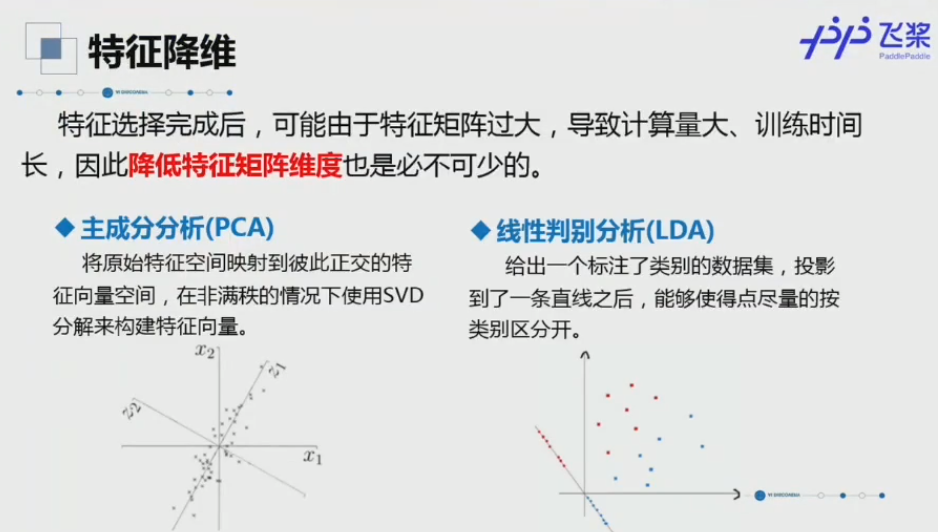 特征降维
飞桨
PaddlePaddle
特征选择完成后，可能由于特征矩阵过大，导致计算量大、训练时间
长，因此降低特征矩阵维度也是必不可少的。
◆ 主成分分析(PCA)
将原始特征空间映射到彼此正交的特
征向量空间，在非满秩的情况下使用SVD
分解来构建特征向量。
◆ 线性判别分析(LDA)
给出一个标注了类别的数据集，投影
到了一条直线之后，能够使得点尽量的按
类别区分开。
x2
z1
z2
x1